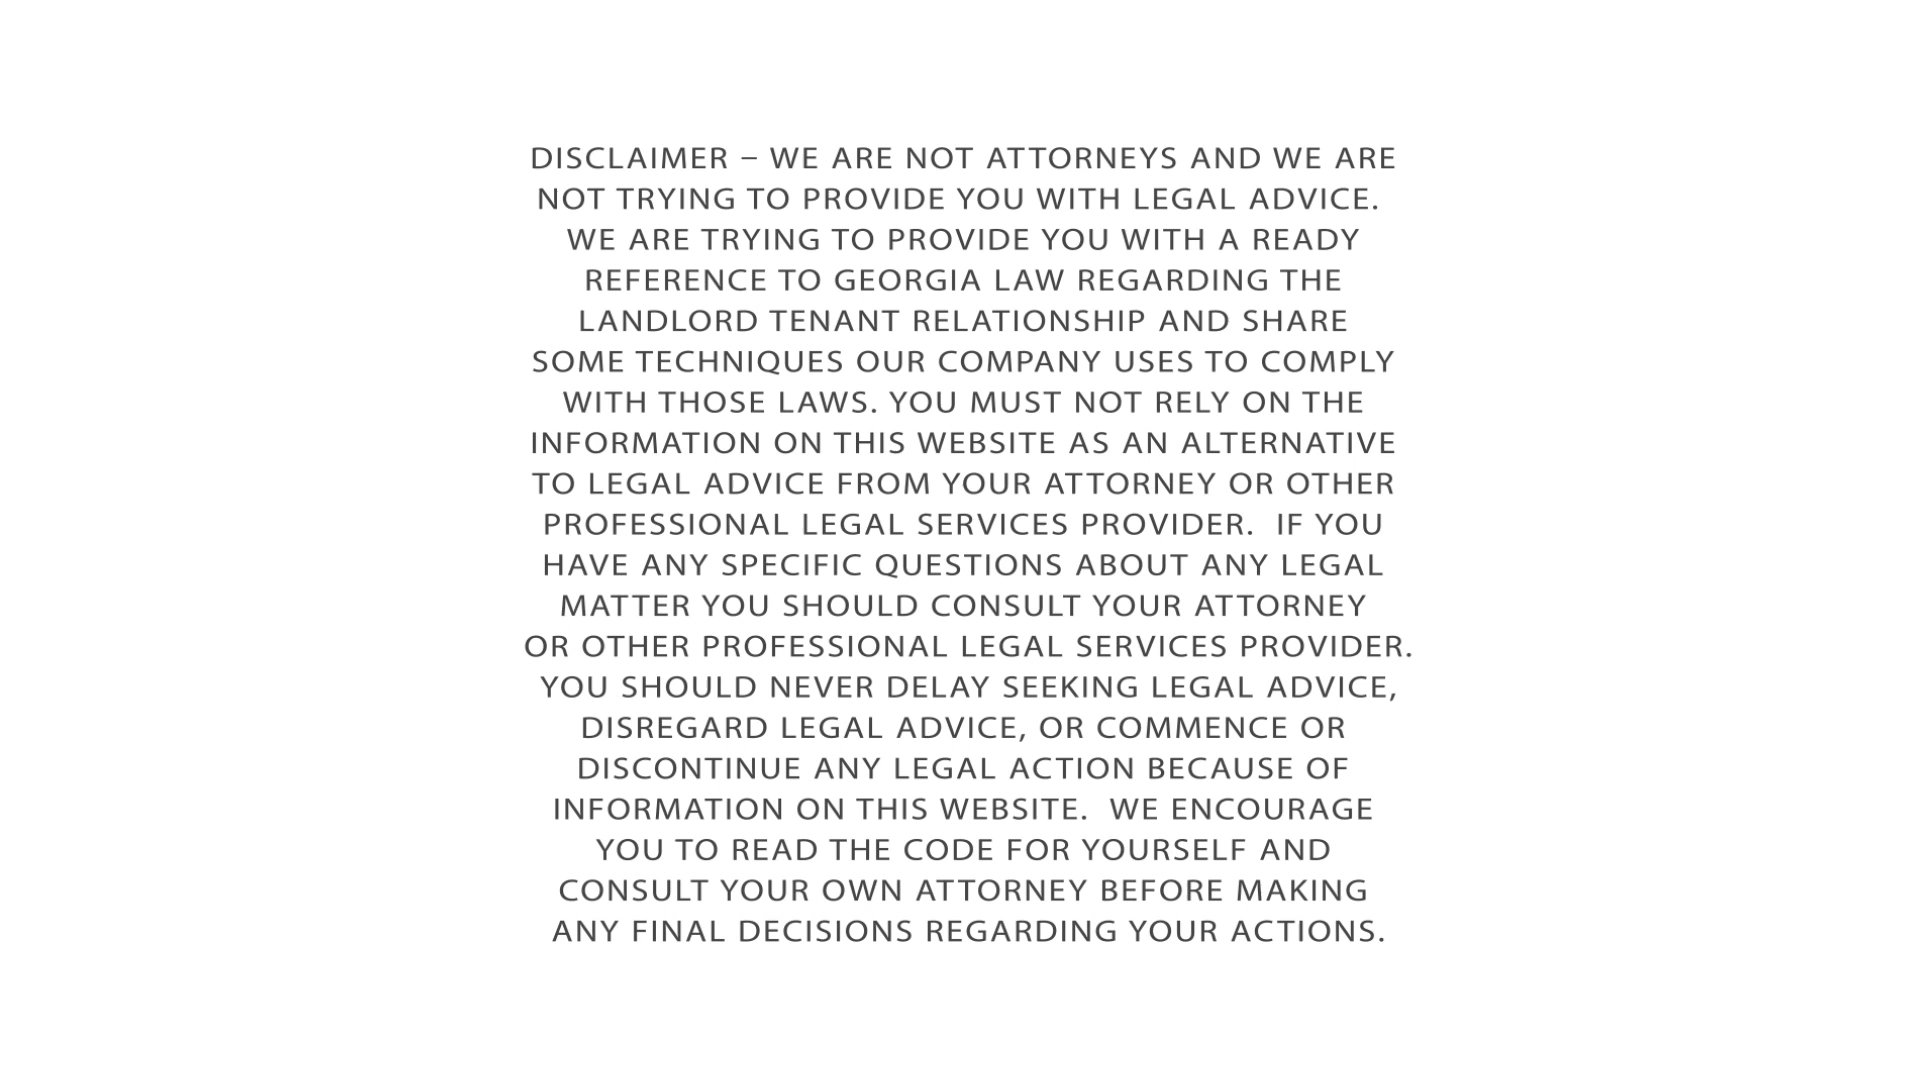 DISCLAIMER – WE ARE NOT ATTORNEYS AND WE ARE
NOT TRYING TO PROVIDE YOU WITH LEGAL ADVICE.
WE ARE TRYING TO PROVIDE YOU WITH A READY
REFERENCE TO GEORGIA LAW REGARDING THE
LANDLORD TENANT RELATIONSHIP AND SHARE
SOME TECHNIQUES OUR COMPANY USES TO COMPLY
WITH THOSE LAWS. YOU MUST NOT RELY ON THE
INFORMATION ON THIS WEBSITE AS AN ALTERNATIVE
TO LEGAL ADVICE FROM YOUR ATTORNEY OR OTHER
PROFESSIONAL LEGAL SERVICES PROVIDER.  IF YOU
HAVE ANY SPECIFIC QUESTIONS ABOUT ANY LEGAL
MATTER YOU SHOULD CONSULT YOUR ATTORNEY
OR OTHER PROFESSIONAL LEGAL SERVICES PROVIDER.
YOU SHOULD NEVER DELAY SEEKING LEGAL ADVICE,
DISREGARD LEGAL ADVICE, OR COMMENCE OR
DISCONTINUE ANY LEGAL ACTION BECAUSE OF
INFORMATION ON THIS WEBSITE.  WE ENCOURAGE
YOU TO READ THE CODE FOR YOURSELF AND
CONSULT YOUR OWN ATTORNEY BEFORE MAKING
ANY FINAL DECISIONS REGARDING YOUR ACTIONS.